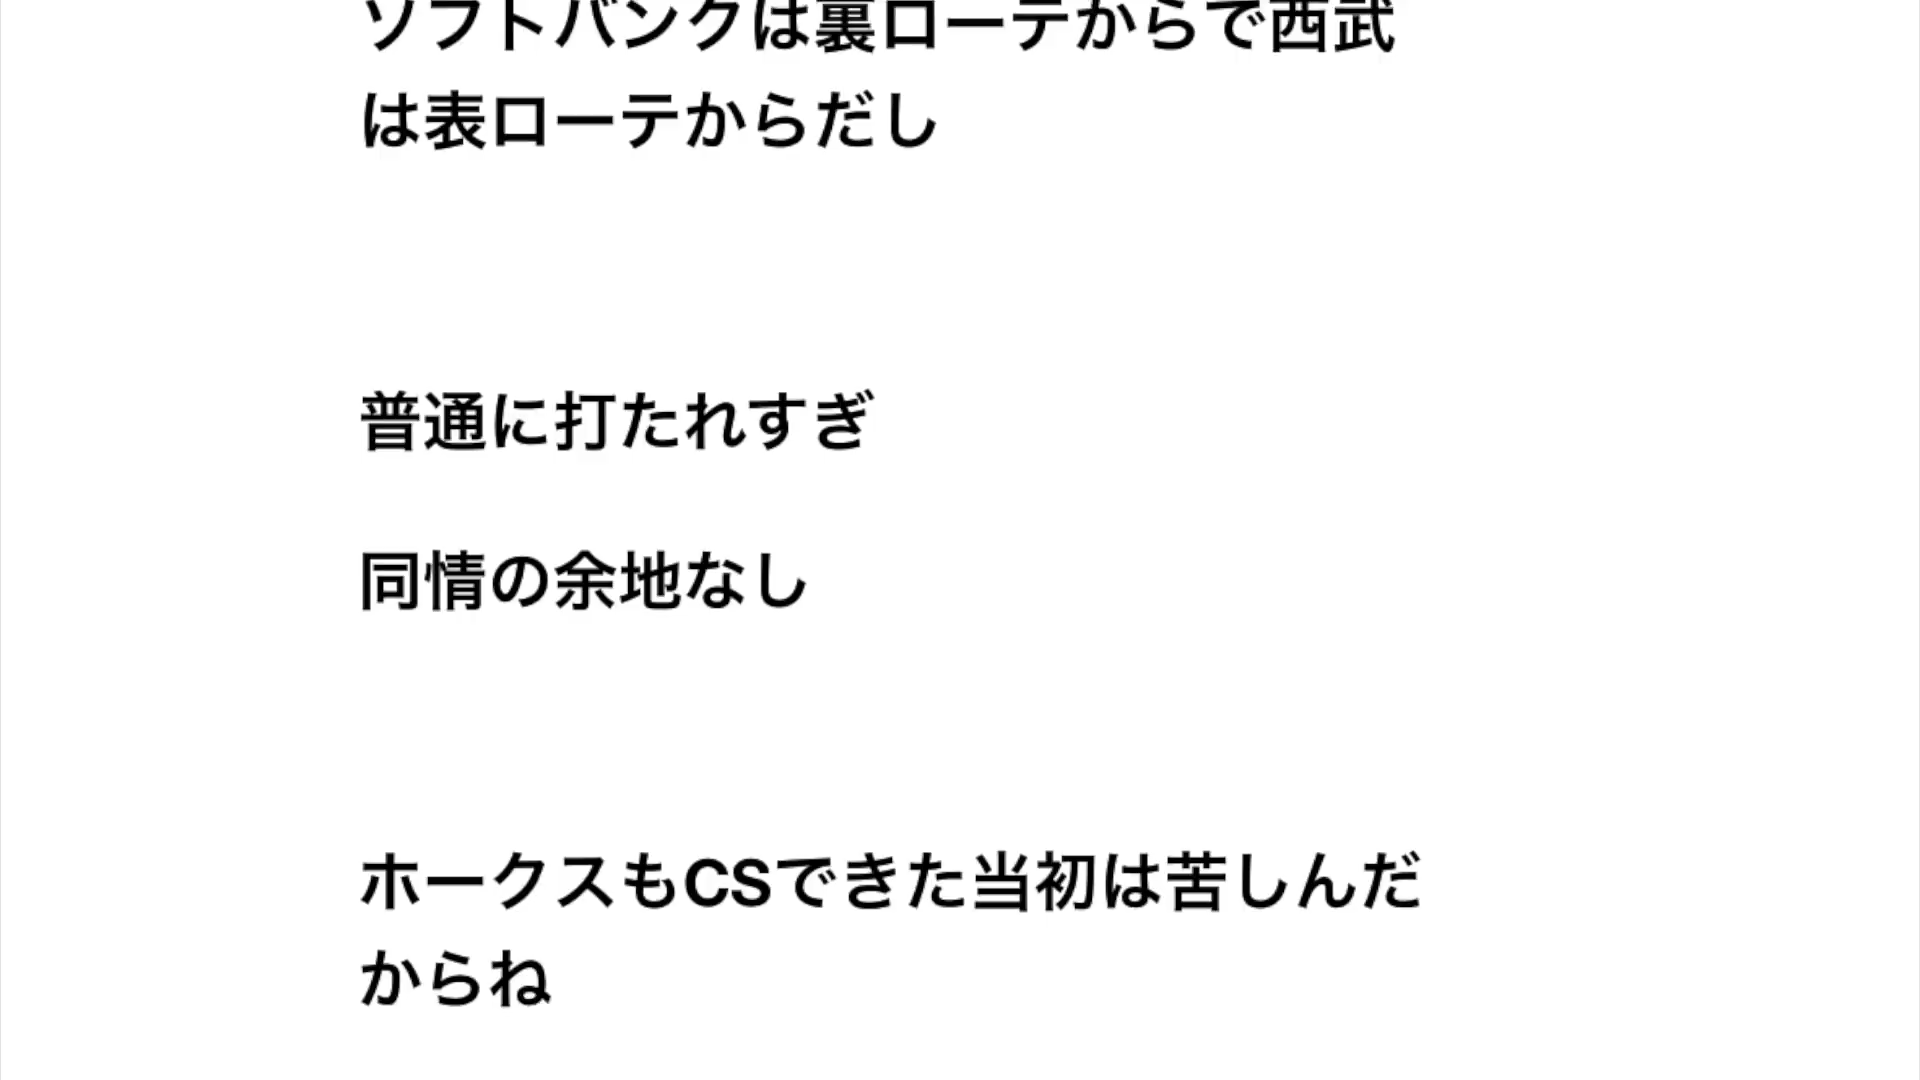 ソフトバンクは裏ローテからで西武
は表ローテからだし
普通に打たれすぎ
同情の余地なし
ホークスもCSできた当初は苦しんだ
からね